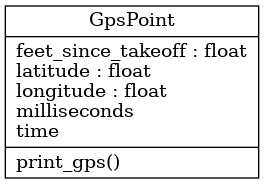 GpsPoint
feet_since_takeoff : float
latitude : float
longitude : float
milliseconds
time
print_gps()